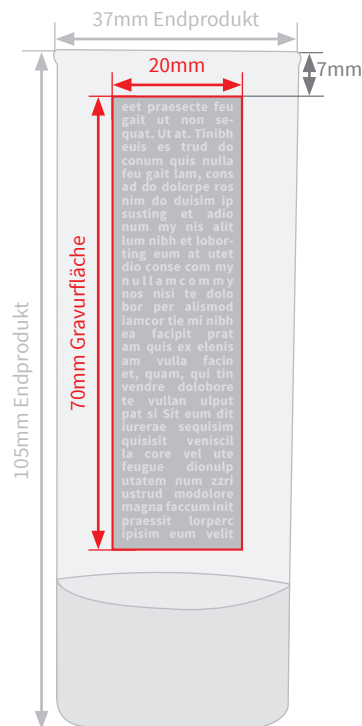 37mm Endprodukt
20mm
7mm
105mm Endprodukt
70mm Gravurfläche
eet praesecte feu
gait ut non se-
quat. Ut at. Tinibh
euis es trud do
conum quis nulla
feu gait lam, cons
ad do dolorpe ros
nim do duisim ip
susting et adio
num my nis alit
lum nibh et lobor-
ting eum at utet
dio conse com my
nullamcommy
nos nisi te dolo
bor per alismod
iamcor tie mi nibh
ea facipit prat
am quis ex elenis
am vulla facin
et, quam, qui tin
vendre dolobore
te vullan ulput
pat si Sit eum dit
iurerae sequisim
quisisit veniscil
la core vel ute
feugue dionulp
utatem num zzri
ustrud modolore
magna faccum init
praessit lorperc
ipisim eum velit